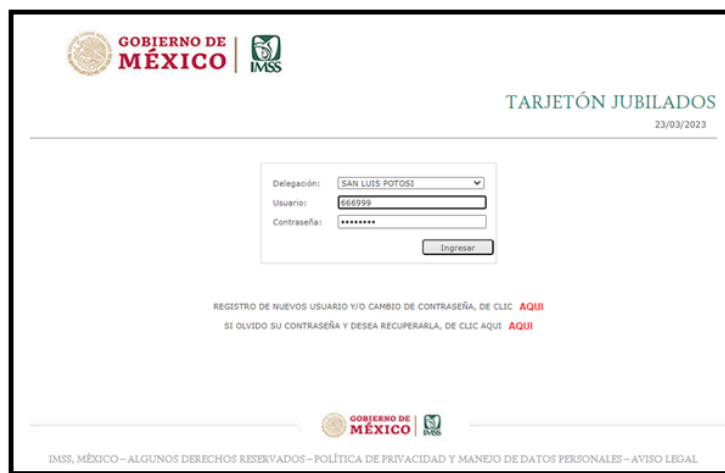 GOBIERNO DE
MÉXICO
IMSS
TARJETÓN JUBILADOS
23/03/2023
Delegación: SAN LUIS POTOSI
Usuario: 666999
Contraseña: ••••••••
Ingresar
REGISTRO DE NUEVOS USUARIO Y/O CAMBIO DE CONTRASEÑA, DE CLIC AQUI
SI OLVIDO SU CONTRASEÑA Y DESEA RECUPERARLA, DE CLIC AQUI AQUI
GOBIERNO DE
MÉXICO
IMSS
IMSS, MÉXICO – ALGUNOS DERECHOS RESERVADOS – POLÍTICA DE PRIVACIDAD Y MANEJO DE DATOS PERSONALES – AVISO LEGAL